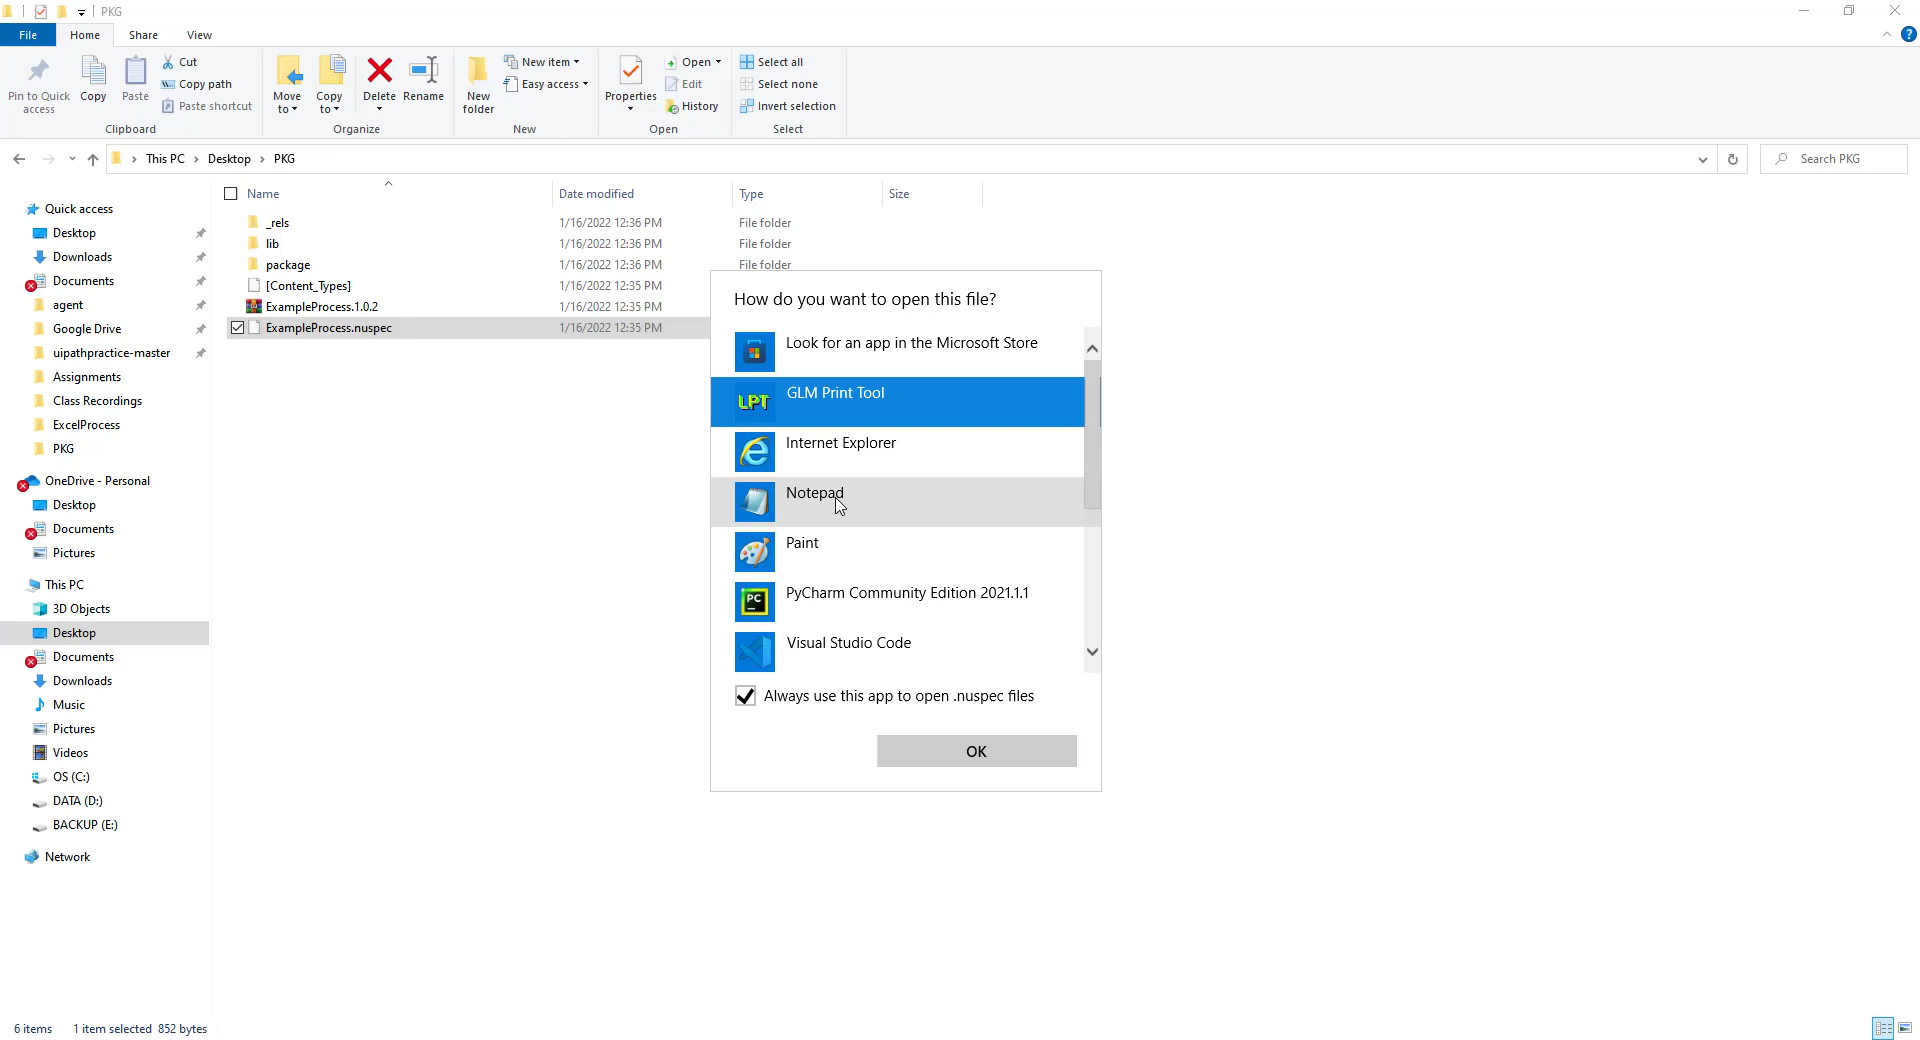 PKG
File Home Share View
Pin to Quick access
Copy
Paste
Cut
Copy path
Paste shortcut
Clipboard
Move to
Copy to
Delete
Rename
Organize
New folder
New item
Easy access
New
Properties
Open
Edit
History
Open
Select all
Select none
Invert selection
Select
This PC > Desktop > PKG
Search PKG
Name Date modified Type Size
_rels 1/16/2022 12:36 PM File folder
lib 1/16/2022 12:36 PM File folder
package 1/16/2022 12:36 PM File folder
[Content_Types] 1/16/2022 12:35 PM
ExampleProcess.1.0.2 1/16/2022 12:35 PM
ExampleProcess.nuspec 1/16/2022 12:35 PM
Quick access
Desktop
Downloads
Documents
agent
Google Drive
uipathpractice-master
Assignments
Class Recordings
ExcelProcess
PKG
OneDrive - Personal
Desktop
Documents
Pictures
This PC
3D Objects
Desktop
Documents
Downloads
Music
Pictures
Videos
OS (C:)
DATA (D:)
BACKUP (E:)
Network
How do you want to open this file?
Look for an app in the Microsoft Store
LPT GLM Print Tool
Internet Explorer
Notepad
Paint
PC PyCharm Community Edition 2021.1.1
Visual Studio Code
Always use this app to open .nuspec files
OK
6 items 1 item selected 852 bytes